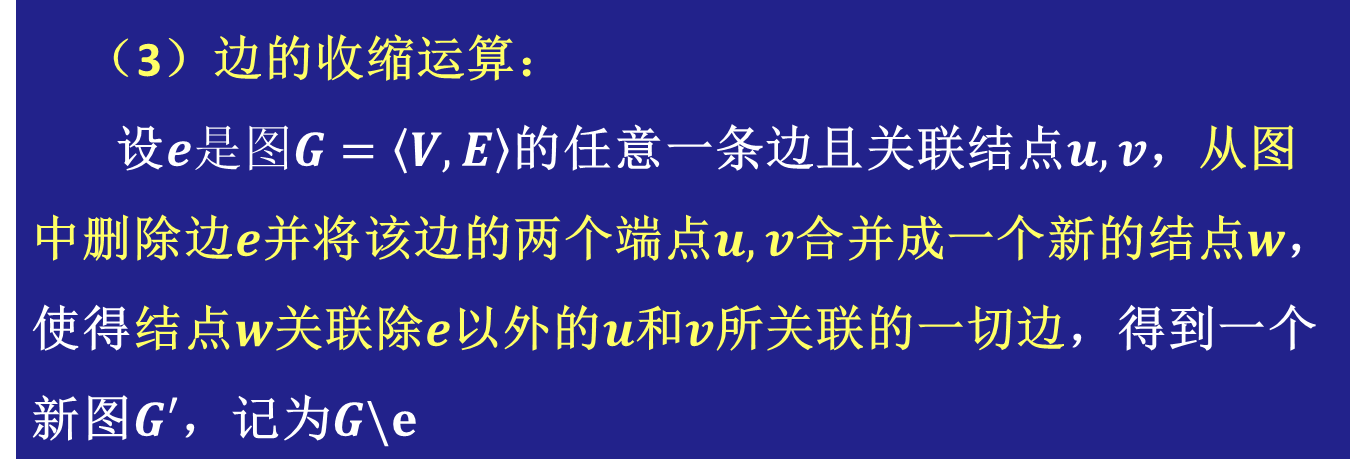 （3）边的收缩运算：
设e是图G = ⟨V, E⟩的任意一条边且关联结点u, v，从图
中删除边e并将该边的两个端点u, v合并成一个新的结点w，
使得结点w关联除e以外的u和v所关联的一切边，得到一个
新图G′，记为G\e